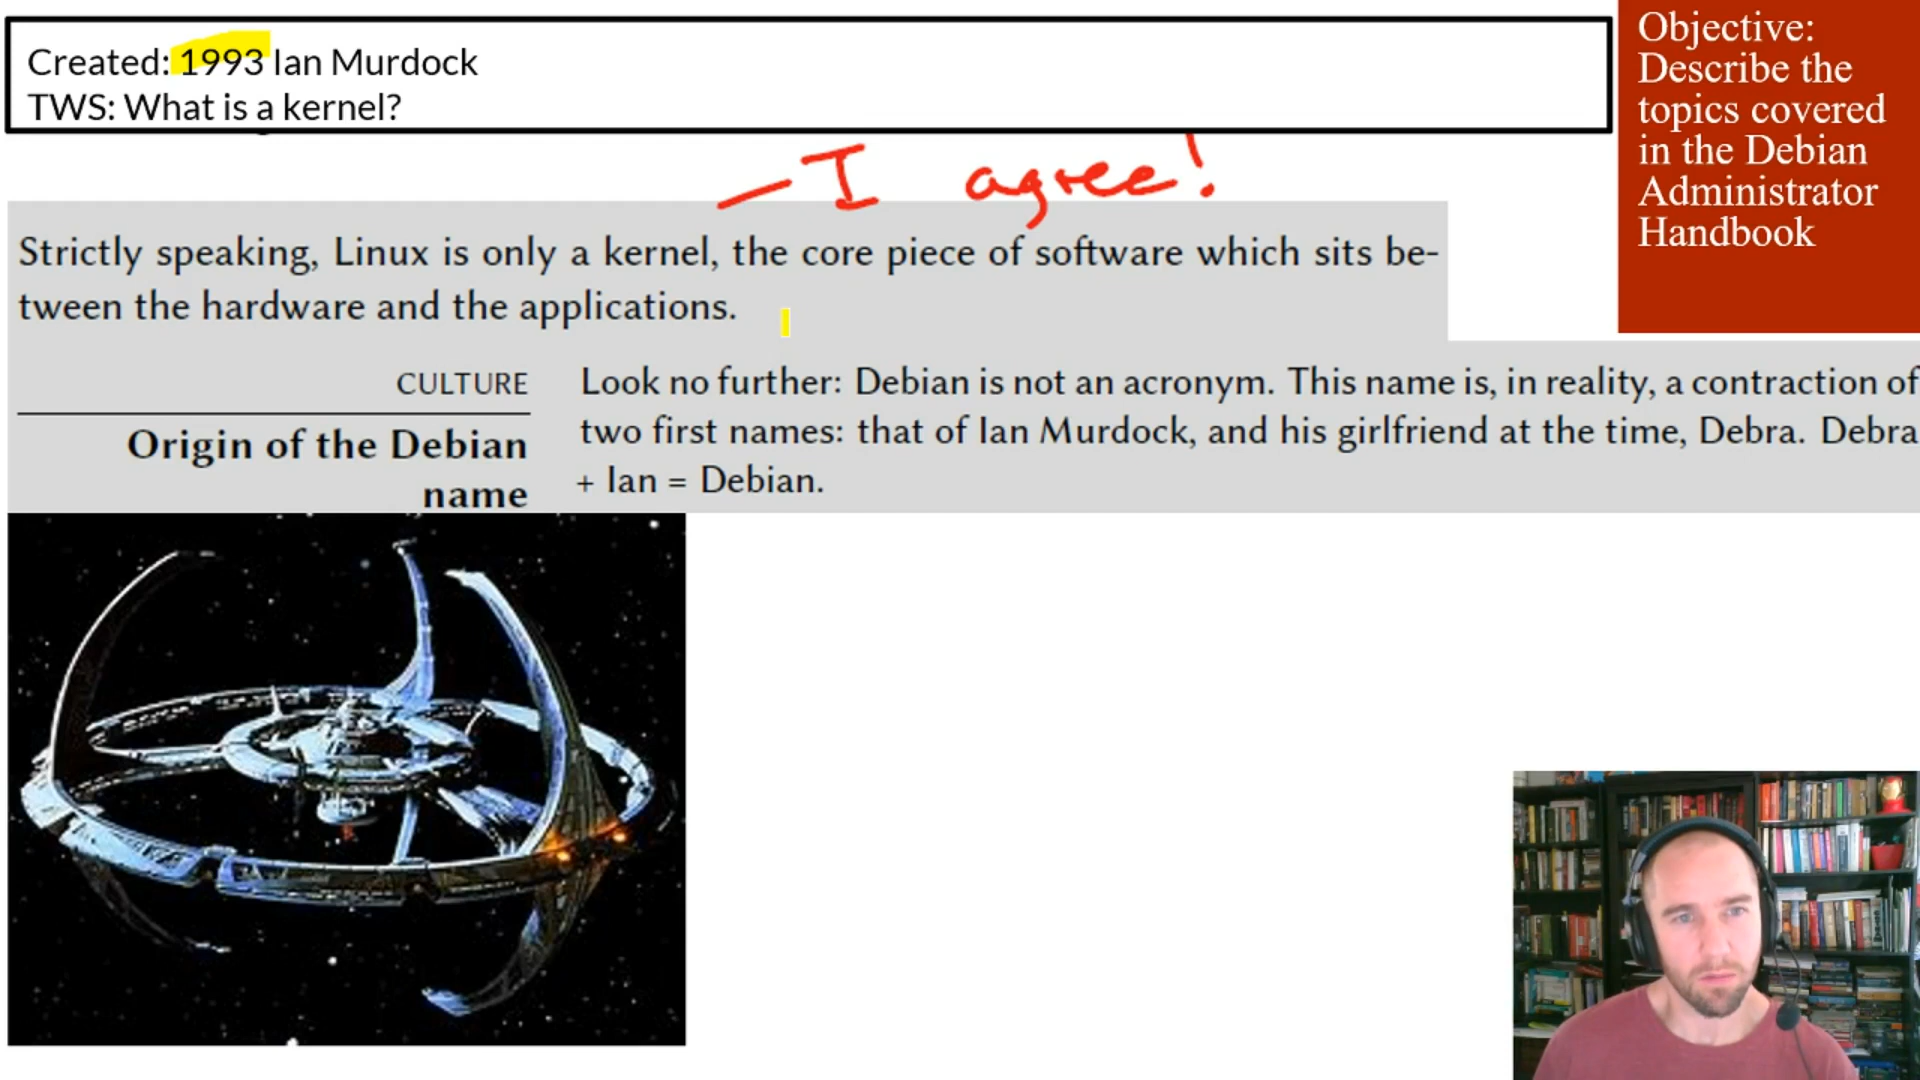 Created: 1993 Ian Murdock
TWS: What is a kernel?
Objective:
Describe the
topics covered
in the Debian
Administrator
Handbook
– I agree!
Strictly speaking, Linux is only a kernel, the core piece of software which sits be-
tween the hardware and the applications.
CULTURE
Origin of the Debian
name
Look no further: Debian is not an acronym. This name is, in reality, a contraction of
two first names: that of Ian Murdock, and his girlfriend at the time, Debra. Debra
+ Ian = Debian.